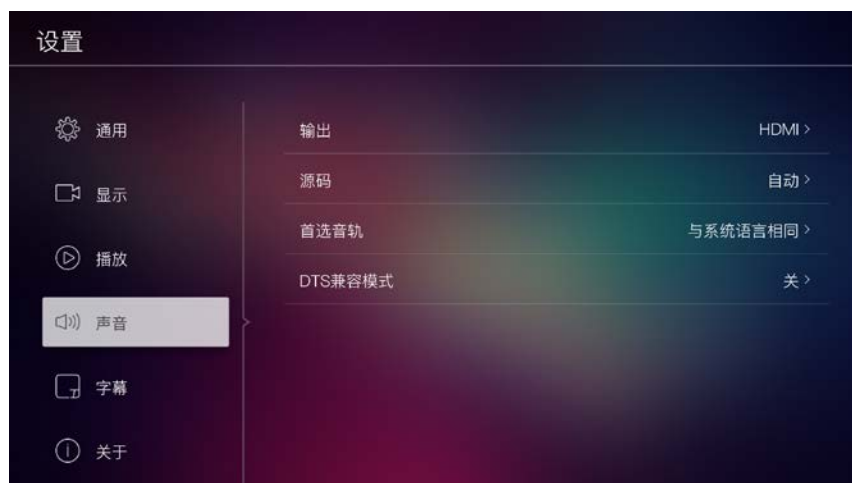 设置
通用
显示
播放
声音
字幕
关于
输出 HDMI >
源码 自动 >
首选音轨 与系统语言相同 >
DTS兼容模式 关 >